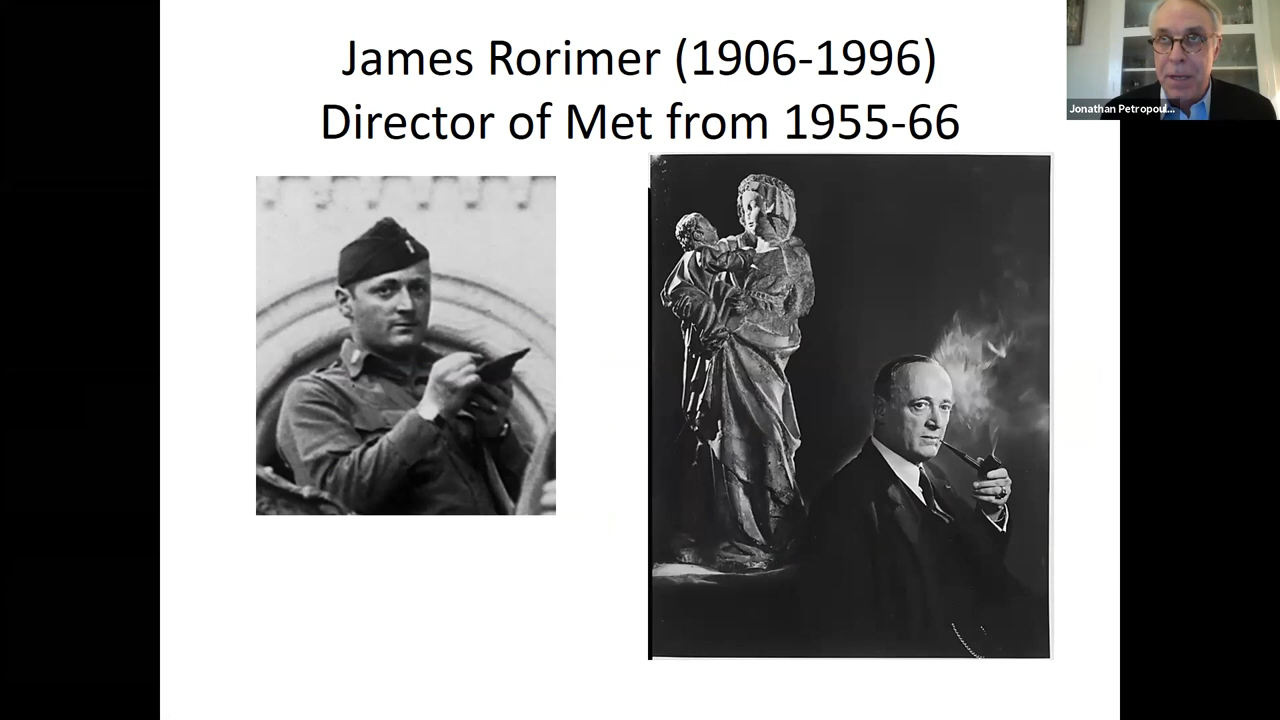 James Rorimer (1906-1996)
Director of Met from 1955-66
Jonathan Petropoul...